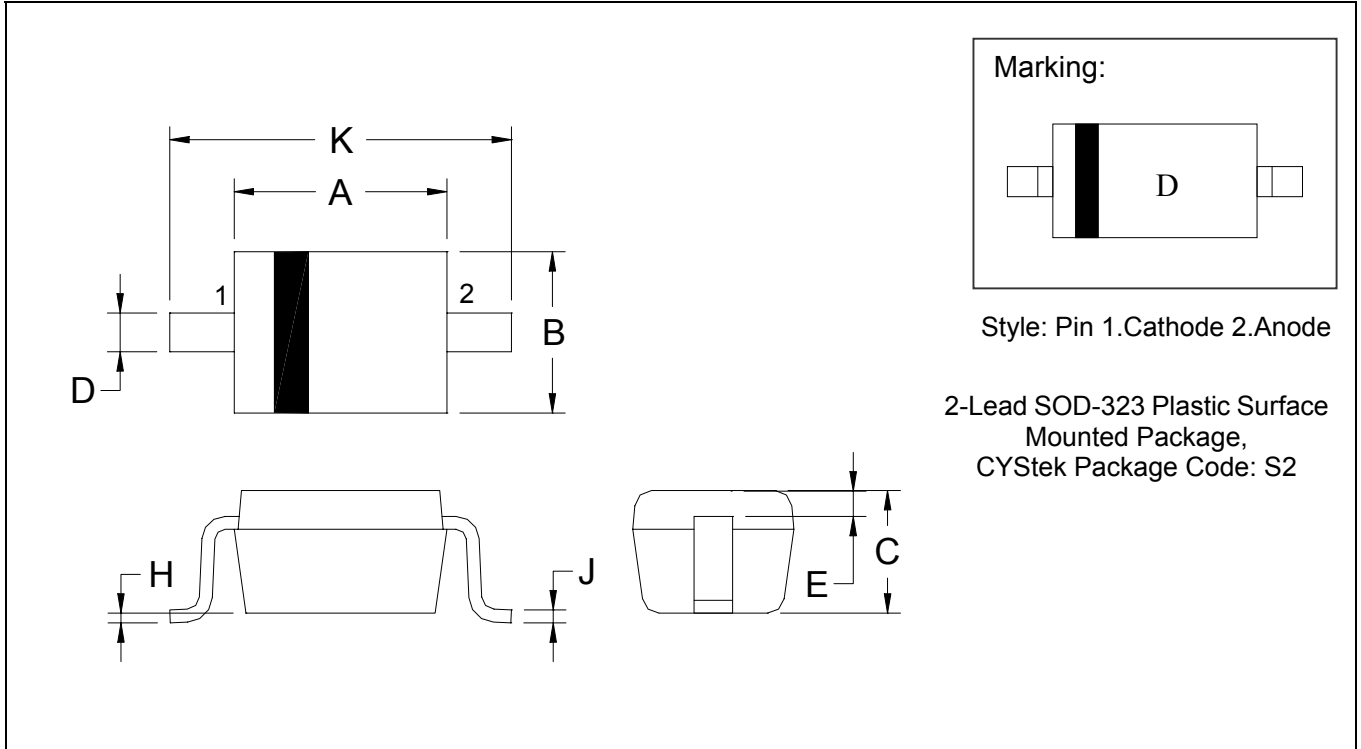 Marking:
D
K
A
1
2
B
D
Style: Pin 1.Cathode 2.Anode
2-Lead SOD-323 Plastic Surface
Mounted Package,
CYStek Package Code: S2
H
J
E
C